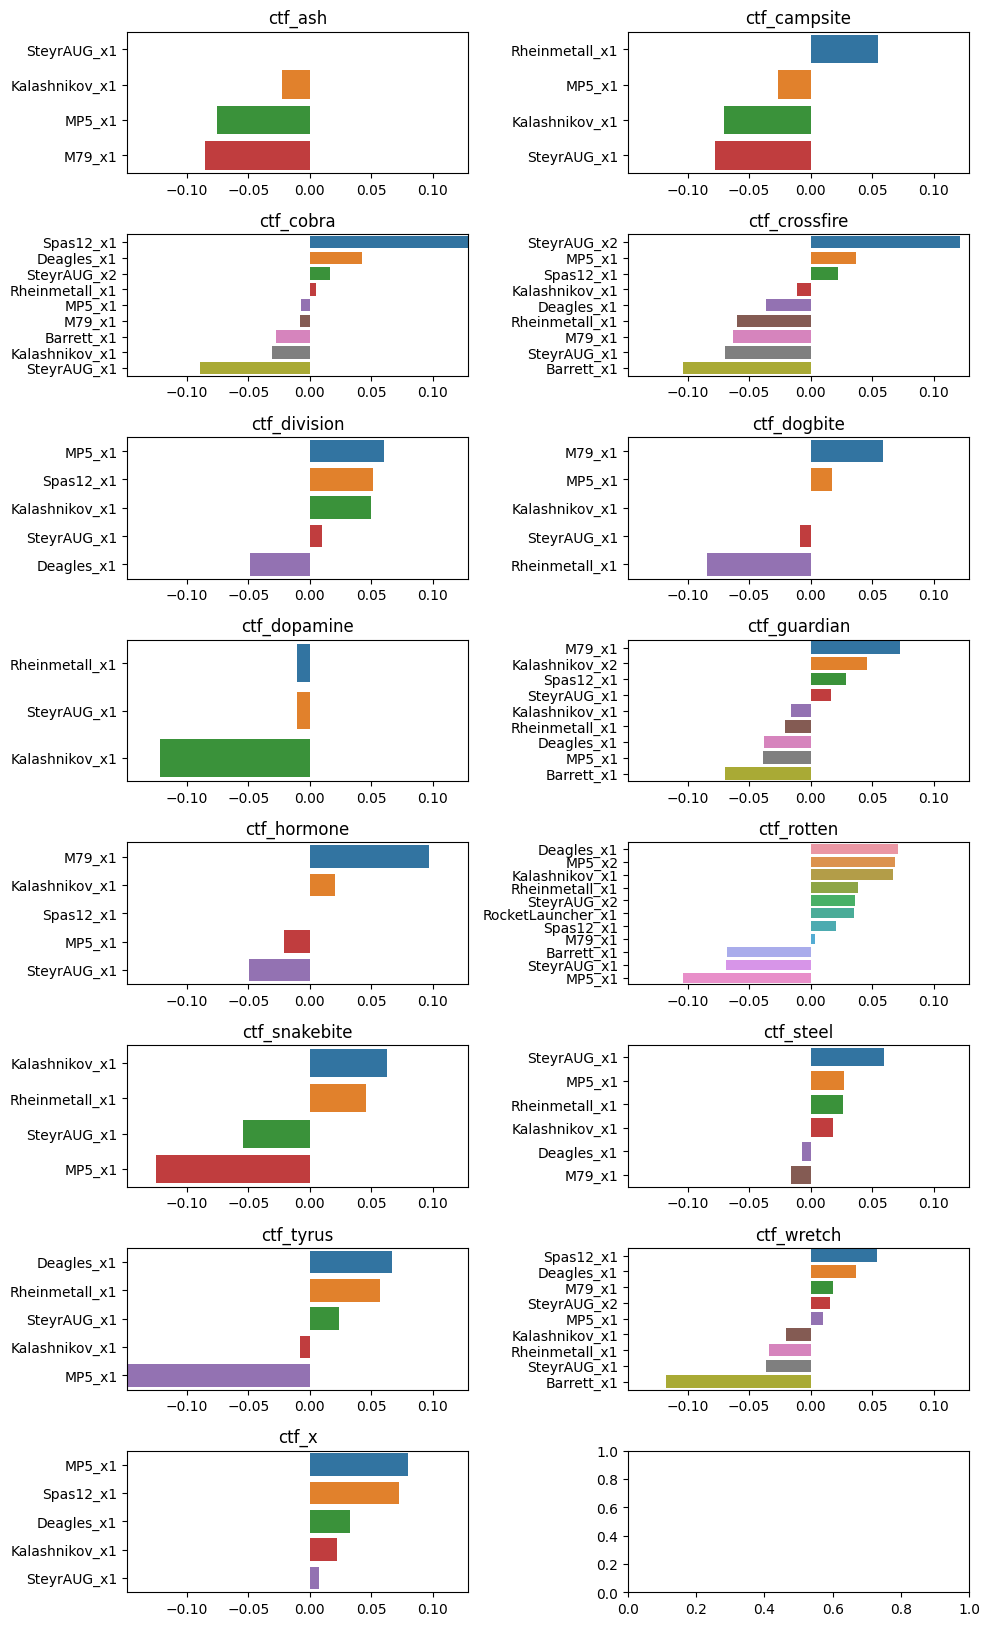 ctf_ash
SteyrAUG_x1
Kalashnikov_x1
MP5_x1
M79_x1
−0.10 −0.05 0.00 0.05 0.10
ctf_campsite
Rheinmetall_x1
MP5_x1
Kalashnikov_x1
SteyrAUG_x1
−0.10 −0.05 0.00 0.05 0.10
ctf_cobra
Spas12_x1
Deagles_x1
SteyrAUG_x2
Rheinmetall_x1
MP5_x1
M79_x1
Barrett_x1
Kalashnikov_x1
SteyrAUG_x1
−0.10 −0.05 0.00 0.05 0.10
ctf_crossfire
SteyrAUG_x2
MP5_x1
Spas12_x1
Kalashnikov_x1
Deagles_x1
Rheinmetall_x1
M79_x1
SteyrAUG_x1
Barrett_x1
−0.10 −0.05 0.00 0.05 0.10
ctf_division
MP5_x1
Spas12_x1
Kalashnikov_x1
SteyrAUG_x1
Deagles_x1
−0.10 −0.05 0.00 0.05 0.10
ctf_dogbite
M79_x1
MP5_x1
Kalashnikov_x1
SteyrAUG_x1
Rheinmetall_x1
−0.10 −0.05 0.00 0.05 0.10
ctf_dopamine
Rheinmetall_x1
SteyrAUG_x1
Kalashnikov_x1
−0.10 −0.05 0.00 0.05 0.10
ctf_guardian
M79_x1
Kalashnikov_x2
Spas12_x1
SteyrAUG_x1
Kalashnikov_x1
Rheinmetall_x1
Deagles_x1
MP5_x1
Barrett_x1
−0.10 −0.05 0.00 0.05 0.10
ctf_hormone
M79_x1
Kalashnikov_x1
Spas12_x1
MP5_x1
SteyrAUG_x1
−0.10 −0.05 0.00 0.05 0.10
ctf_rotten
Deagles_x1
MP5_x2
Kalashnikov_x1
Rheinmetall_x1
SteyrAUG_x2
RocketLauncher_x1
Spas12_x1
M79_x1
Barrett_x1
SteyrAUG_x1
MP5_x1
−0.10 −0.05 0.00 0.05 0.10
ctf_snakebite
Kalashnikov_x1
Rheinmetall_x1
SteyrAUG_x1
MP5_x1
−0.10 −0.05 0.00 0.05 0.10
ctf_steel
SteyrAUG_x1
MP5_x1
Rheinmetall_x1
Kalashnikov_x1
Deagles_x1
M79_x1
−0.10 −0.05 0.00 0.05 0.10
ctf_tyrus
Deagles_x1
Rheinmetall_x1
SteyrAUG_x1
Kalashnikov_x1
MP5_x1
−0.10 −0.05 0.00 0.05 0.10
ctf_wretch
Spas12_x1
Deagles_x1
M79_x1
SteyrAUG_x2
MP5_x1
Kalashnikov_x1
Rheinmetall_x1
SteyrAUG_x1
Barrett_x1
−0.10 −0.05 0.00 0.05 0.10
ctf_x
MP5_x1
Spas12_x1
Deagles_x1
Kalashnikov_x1
SteyrAUG_x1
−0.10 −0.05 0.00 0.05 0.10
1.0
0.8
0.6
0.4
0.2
0.0
0.0 0.2 0.4 0.6 0.8 1.0